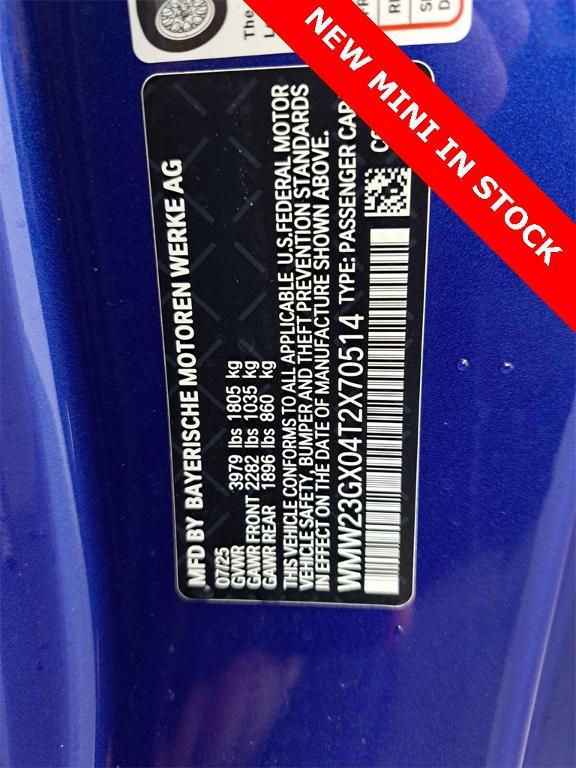 NEW MINI IN STOCK
The
MFD BY BAYERISCHE MOTOREN WERKE AG
07/25
GVWR 3979 lbs 1805 kg
GAWR FRONT 2282 lbs 1035 kg
GAWR REAR 1896 lbs 860 kg
THIS VEHICLE CONFORMS TO ALL APPLICABLE U.S.FEDERAL MOTOR
VEHICLE SAFETY, BUMPER AND THEFT PREVENTION STANDARDS
IN EFFECT ON THE DATE OF MANUFACTURE SHOWN ABOVE.
WMW23GX04T2X70514 TYPE: PASSENGER CAR